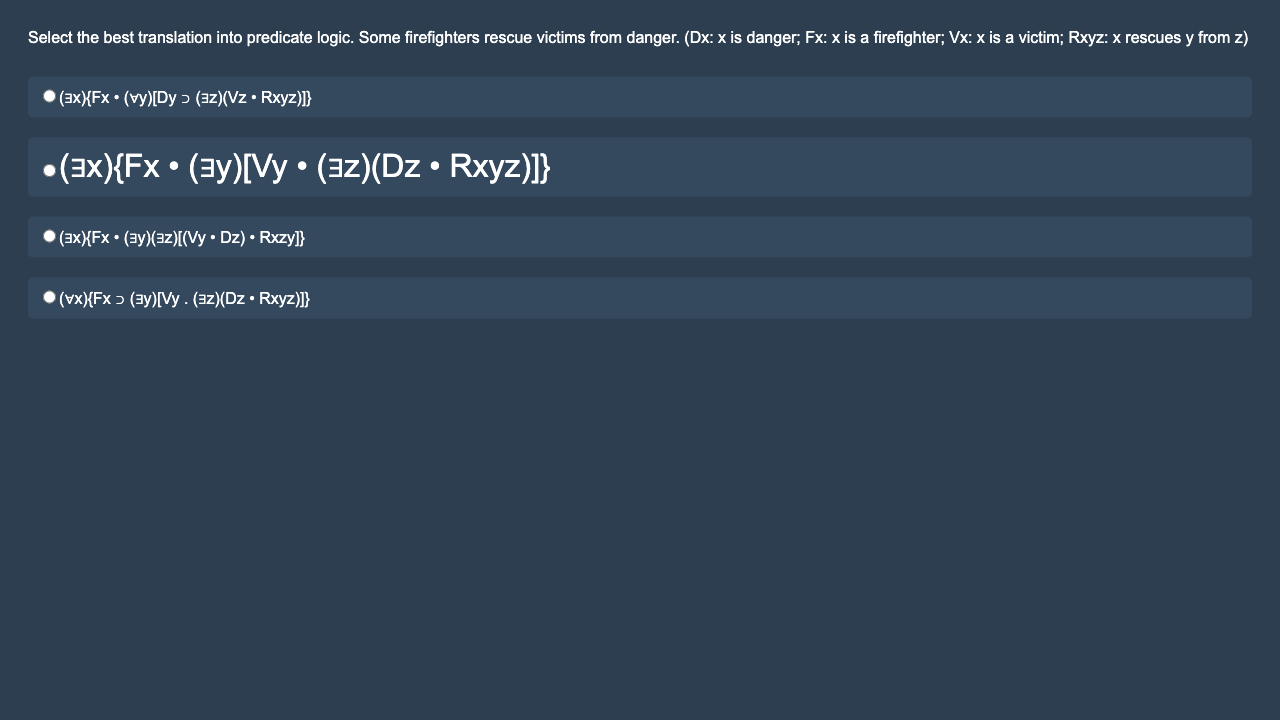 Select the best translation into predicate logic. Some firefighters rescue victims from danger. (Dx: x is danger; Fx: x is a firefighter; Vx: x is a victim; Rxyz: x rescues y from z)
(∃x){Fx • (∀y)[Dy ⊃ (∃z)(Vz • Rxyz)]}
(∃x){Fx • (∃y)[Vy • (∃z)(Dz • Rxyz)]}
(∃x){Fx • (∃y)(∃z)[(Vy • Dz) • Rxzy]}
(∀x){Fx ⊃ (∃y)[Vy . (∃z)(Dz • Rxyz)]}